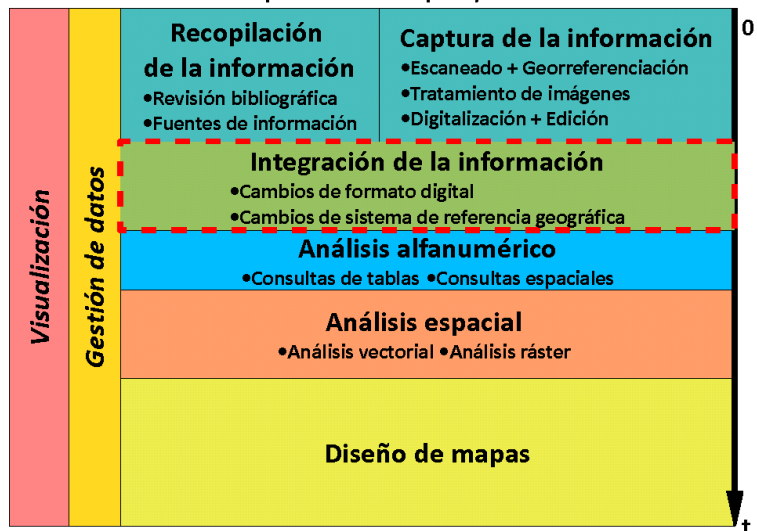 Visualización
Gestión de datos
Recopilación
de la información
•Revisión bibliográfica
•Fuentes de información
Captura de la información
•Escaneado + Georreferenciación
•Tratamiento de imágenes
•Digitalización + Edición
0
Integración de la información
•Cambios de formato digital
•Cambios de sistema de referencia geográfica
Análisis alfanumérico
•Consultas de tablas •Consultas espaciales
Análisis espacial
•Análisis vectorial •Análisis ráster
Diseño de mapas
t